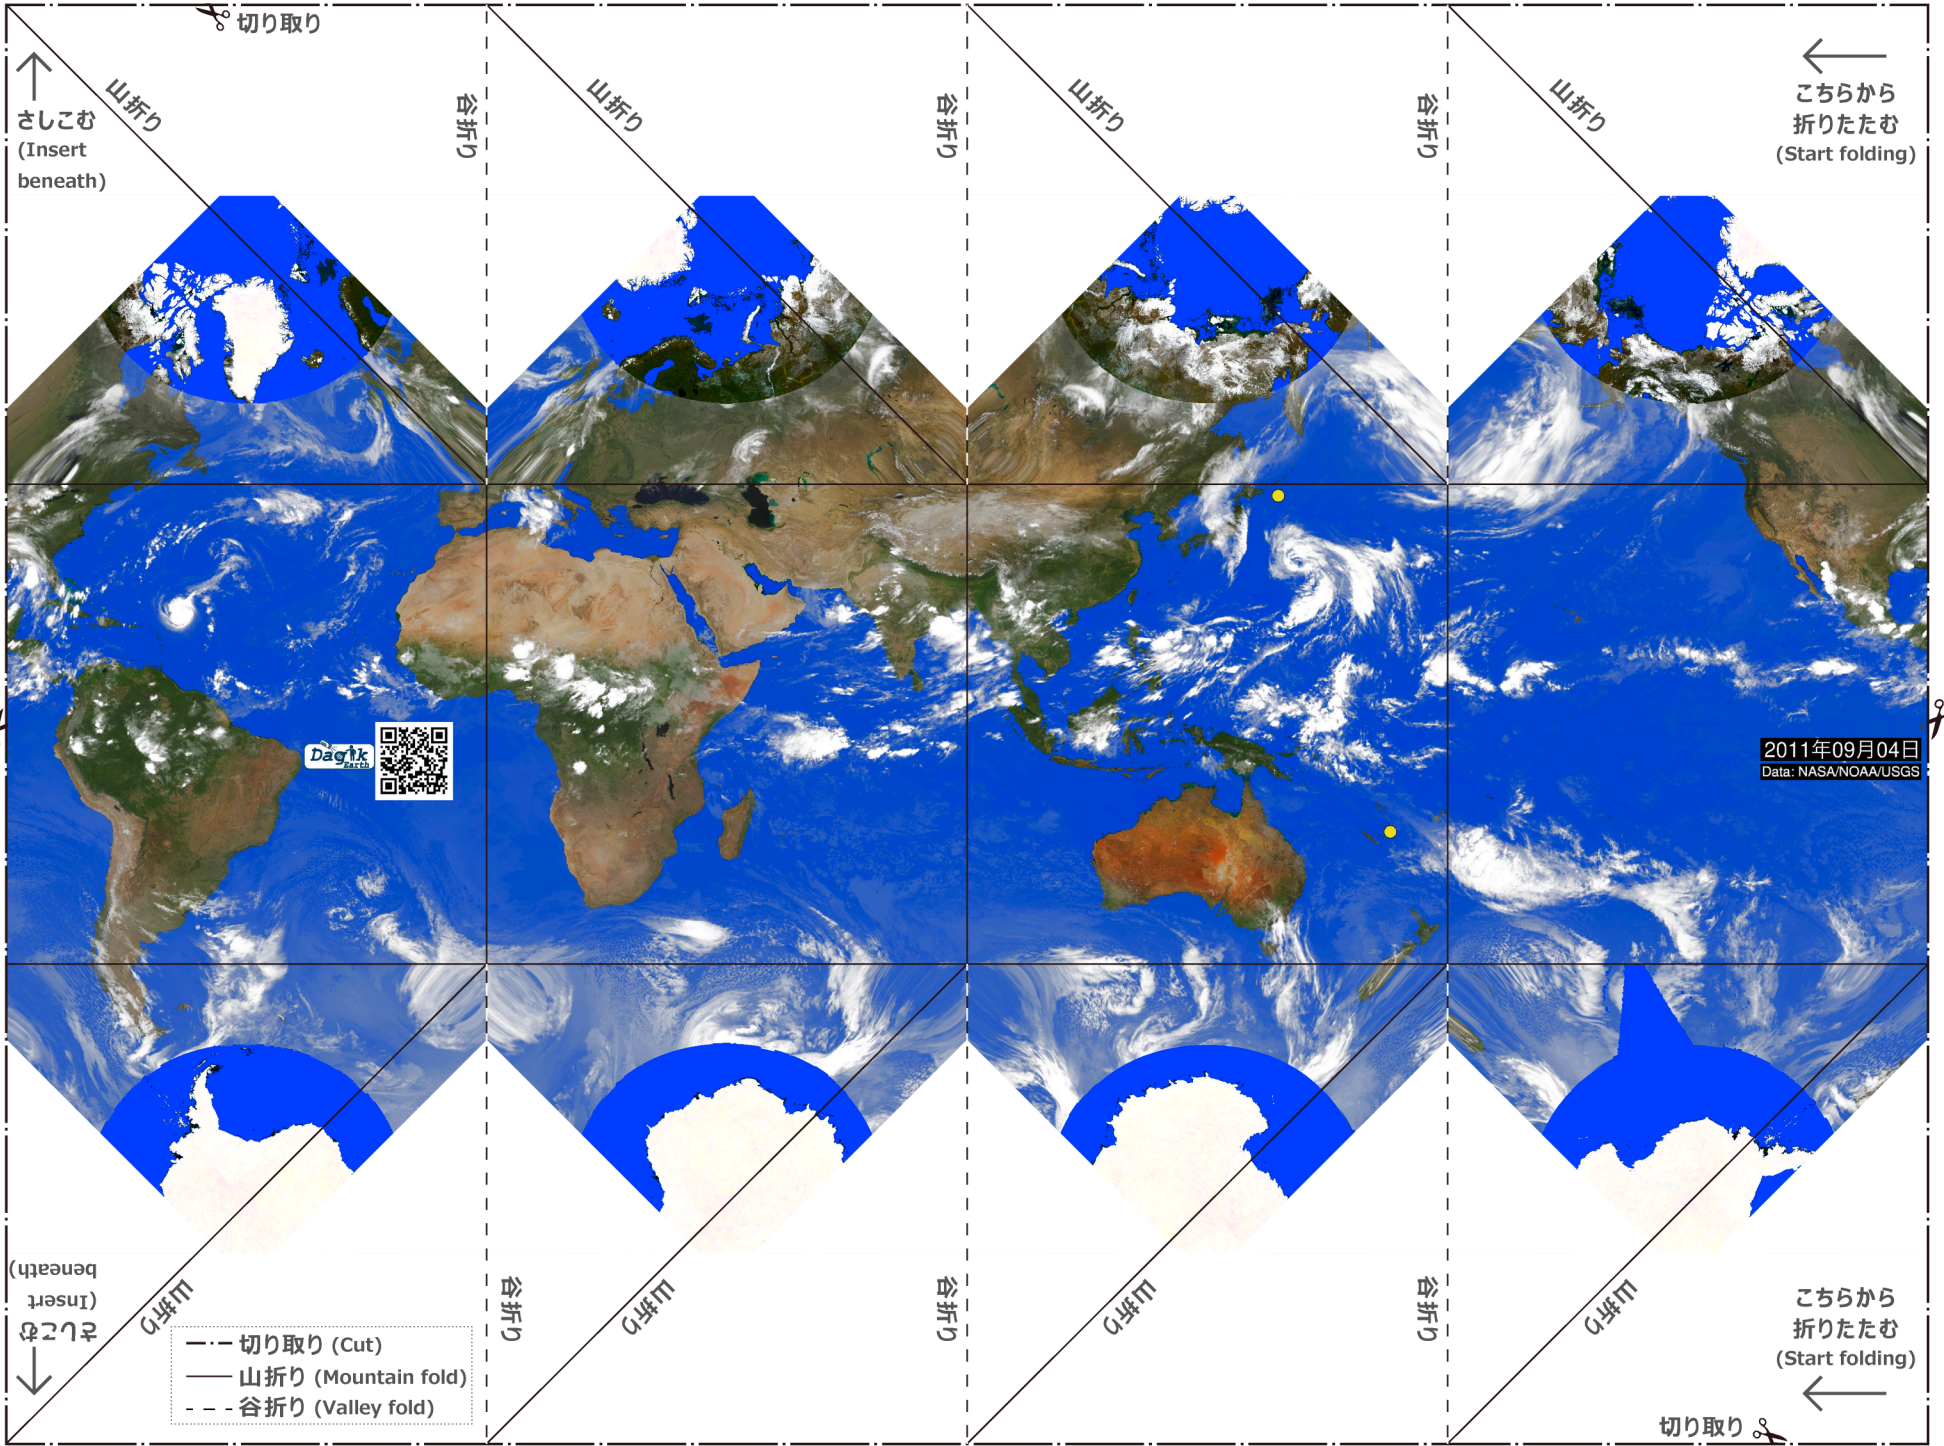 切り取り
山折り
谷折り
山折り
谷折り
山折り
谷折り
山折り
さしこむ
(Insert
beneath)
こちらから
折りたたむ
(Start folding)
Dagik
Earth
2011年09月04日
Data: NASA/NOAA/USGS
さしこむ
(Insert
beneath)
山折り
谷折り
山折り
谷折り
山折り
谷折り
山折り
こちらから
折りたたむ
(Start folding)
切り取り (Cut)
山折り (Mountain fold)
谷折り (Valley fold)
切り取り